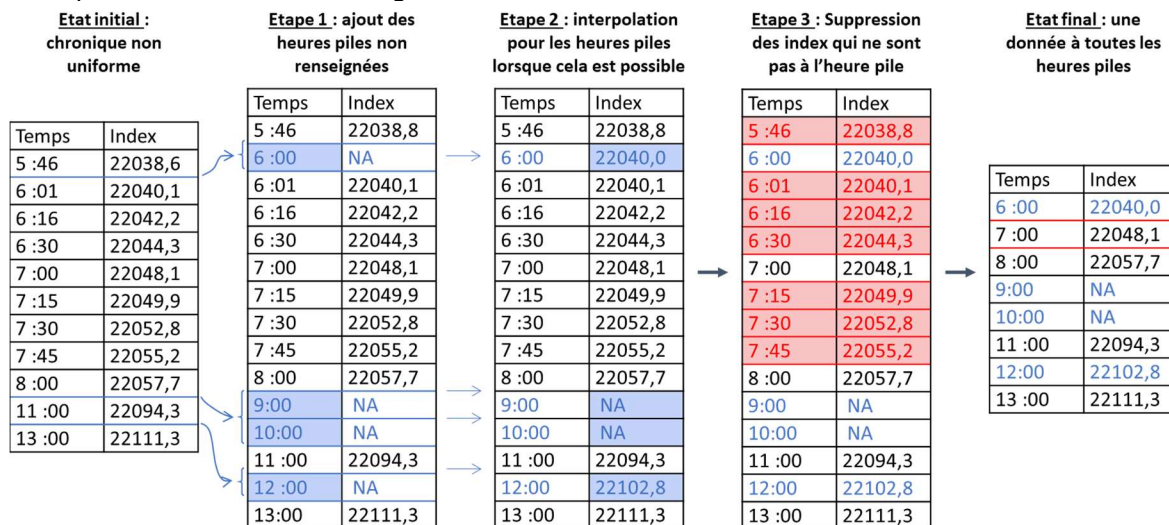 Etat initial :
chronique non
uniforme
Temps Index
5 :46 22038,6
6 :01 22040,1
6 :16 22042,2
6 :30 22044,3
7 :00 22048,1
7 :15 22049,9
7 :30 22052,8
7 :45 22055,2
8 :00 22057,7
11 :00 22094,3
13 :00 22111,3
Etape 1 : ajout des
heures piles non
renseignées
Temps Index
5 :46 22038,8
6 :00 NA
6 :01 22040,1
6 :16 22042,2
6 :30 22044,3
7 :00 22048,1
7 :15 22049,9
7 :30 22052,8
7 :45 22055,2
8 :00 22057,7
9:00 NA
10:00 NA
11 :00 22094,3
12 :00 NA
13:00 22111,3
Etape 2 : interpolation
pour les heures piles
lorsque cela est possible
Temps Index
5 :46 22038,8
6 :00 22040,0
6 :01 22040,1
6 :16 22042,2
6 :30 22044,3
7 :00 22048,1
7 :15 22049,9
7 :30 22052,8
7 :45 22055,2
8 :00 22057,7
9:00 NA
10:00 NA
11 :00 22094,3
12:00 22102,8
13 :00 22111,3
Etape 3 : Suppression
des index qui ne sont
pas à l’heure pile
Temps Index
5 :46 22038,8
6 :00 22040,0
6 :01 22040,1
6 :16 22042,2
6 :30 22044,3
7 :00 22048,1
7 :15 22049,9
7 :30 22052,8
7 :45 22055,2
8 :00 22057,7
9:00 NA
10:00 NA
11 :00 22094,3
12:00 22102,8
13 :00 22111,3
Etat final : une
donnée à toutes les
heures piles
Temps Index
6 :00 22040,0
7 :00 22048,1
8 :00 22057,7
9:00 NA
10:00 NA
11 :00 22094,3
12:00 22102,8
13 :00 22111,3